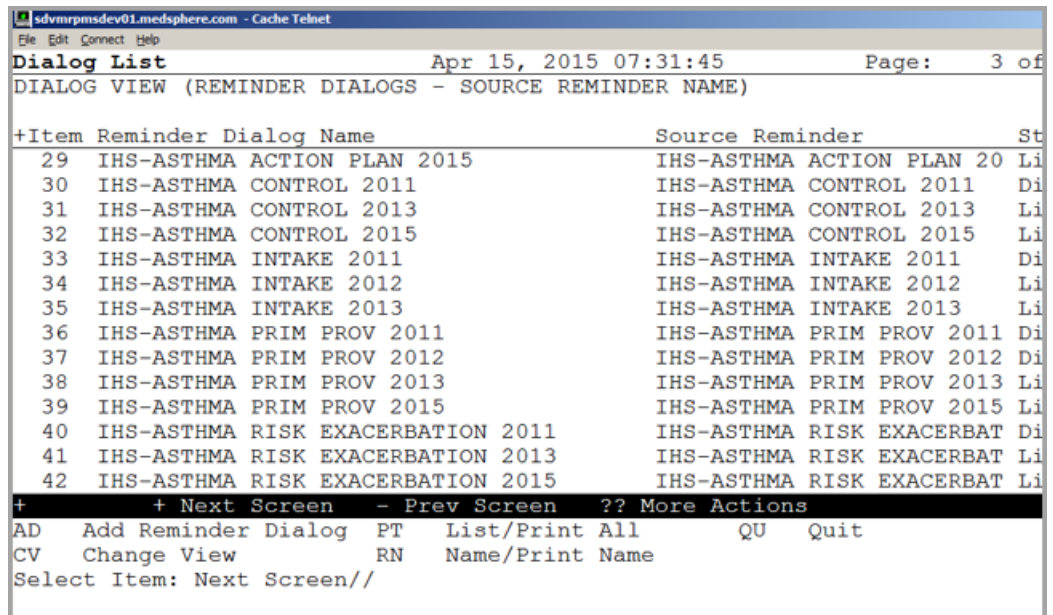 sdvmrpmsdev01.medsphere.com - Cache Telnet
File Edit Connect Help
Dialog List Apr 15, 2015 07:31:45 Page: 3 of
DIALOG VIEW (REMINDER DIALOGS - SOURCE REMINDER NAME)
+Item Reminder Dialog Name Source Reminder St
29 IHS-ASTHMA ACTION PLAN 2015 IHS-ASTHMA ACTION PLAN 20 Li
30 IHS-ASTHMA CONTROL 2011 IHS-ASTHMA CONTROL 2011 Di
31 IHS-ASTHMA CONTROL 2013 IHS-ASTHMA CONTROL 2013 Li
32 IHS-ASTHMA CONTROL 2015 IHS-ASTHMA CONTROL 2015 Li
33 IHS-ASTHMA INTAKE 2011 IHS-ASTHMA INTAKE 2011 Di
34 IHS-ASTHMA INTAKE 2012 IHS-ASTHMA INTAKE 2012 Li
35 IHS-ASTHMA INTAKE 2013 IHS-ASTHMA INTAKE 2013 Li
36 IHS-ASTHMA PRIM PROV 2011 IHS-ASTHMA PRIM PROV 2011 Di
37 IHS-ASTHMA PRIM PROV 2012 IHS-ASTHMA PRIM PROV 2012 Di
38 IHS-ASTHMA PRIM PROV 2013 IHS-ASTHMA PRIM PROV 2013 Li
39 IHS-ASTHMA PRIM PROV 2015 IHS-ASTHMA PRIM PROV 2015 Li
40 IHS-ASTHMA RISK EXACERBATION 2011 IHS-ASTHMA RISK EXACERBAT Di
41 IHS-ASTHMA RISK EXACERBATION 2013 IHS-ASTHMA RISK EXACERBAT Li
42 IHS-ASTHMA RISK EXACERBATION 2015 IHS-ASTHMA RISK EXACERBAT Li
+ + Next Screen - Prev Screen ?? More Actions
AD Add Reminder Dialog PT List/Print All QU Quit
CV Change View RN Name/Print Name
Select Item: Next Screen//